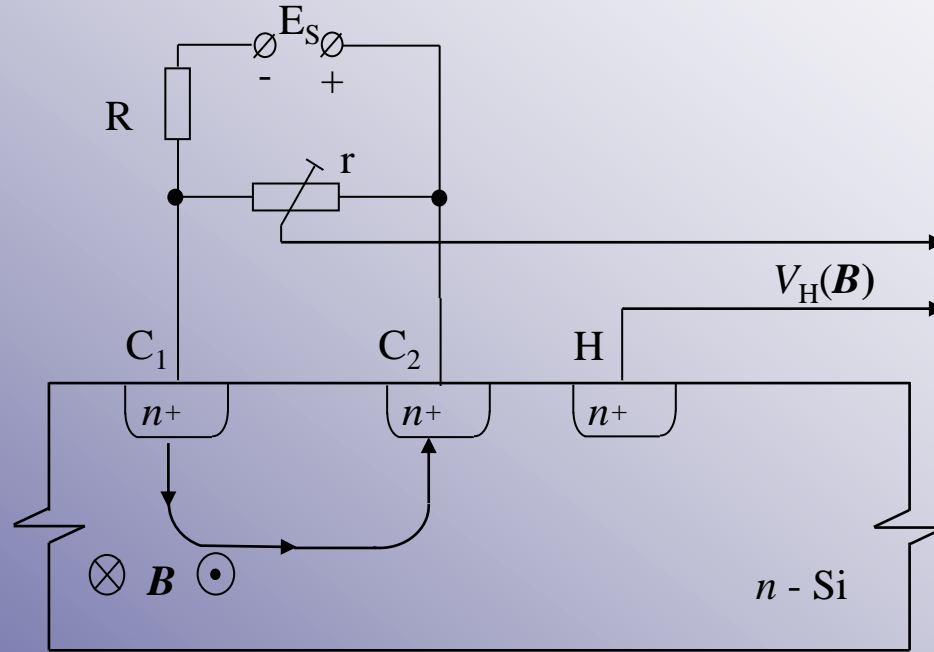 E_S
- +
R
r
V_H(B)
C_1 C_2 H
n+ n+ n+
B
n - Si